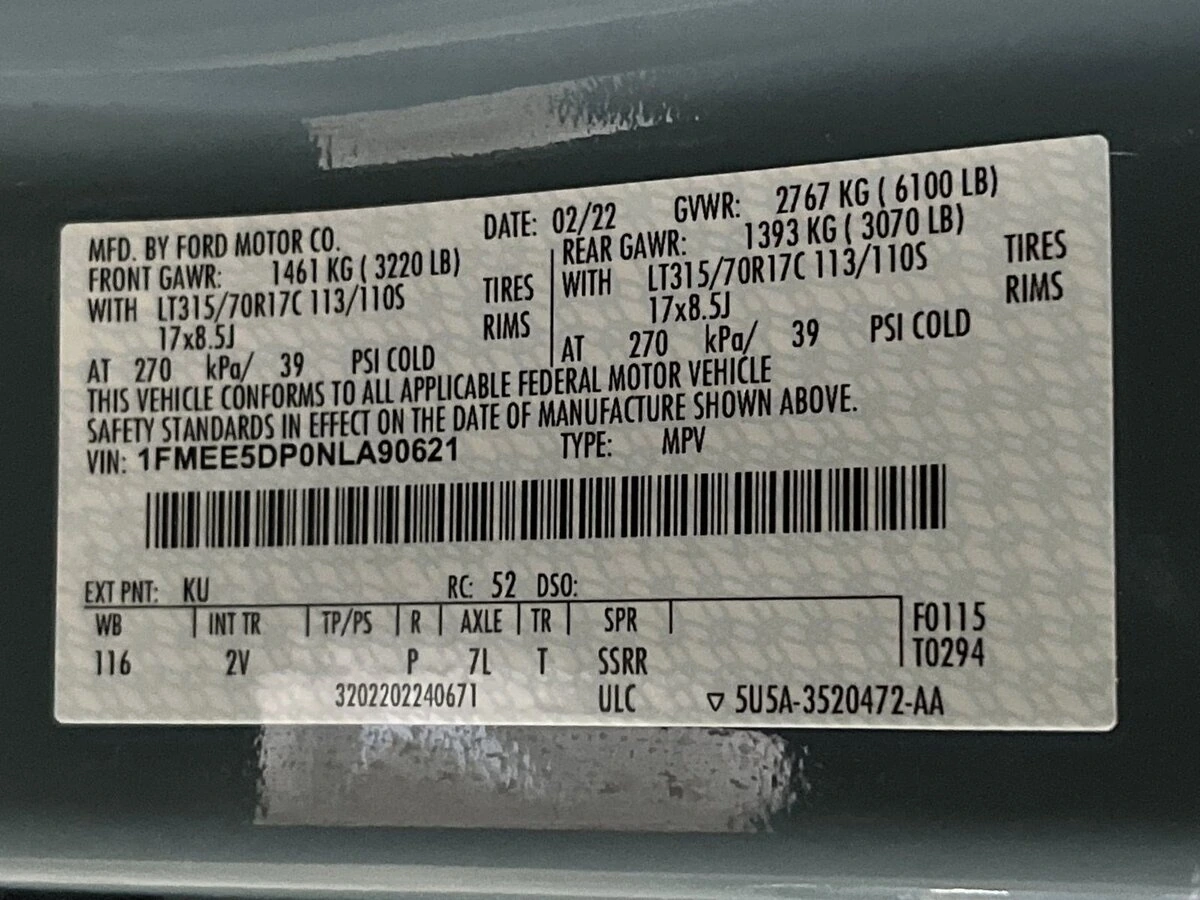 MFD. BY FORD MOTOR CO. DATE: 02/22 GVWR: 2767 KG ( 6100 LB)
FRONT GAWR: 1461 KG ( 3220 LB) REAR GAWR: 1393 KG ( 3070 LB)
WITH LT315/70R17C 113/110S TIRES WITH LT315/70R17C 113/110S TIRES
17x8.5J RIMS 17x8.5J RIMS
AT 270 kPa/ 39 PSI COLD AT 270 kPa/ 39 PSI COLD
THIS VEHICLE CONFORMS TO ALL APPLICABLE FEDERAL MOTOR VEHICLE
SAFETY STANDARDS IN EFFECT ON THE DATE OF MANUFACTURE SHOWN ABOVE.
VIN: 1FMEE5DP0NLA90621 TYPE: MPV
EXT PNT: KU RC: 52 DSO:
WB INT TR TP/PS R AXLE TR SPR F0115
116 2V P 7L T SSRR T0294
3202202240671 ULC ▽ 5U5A-3520472-AA